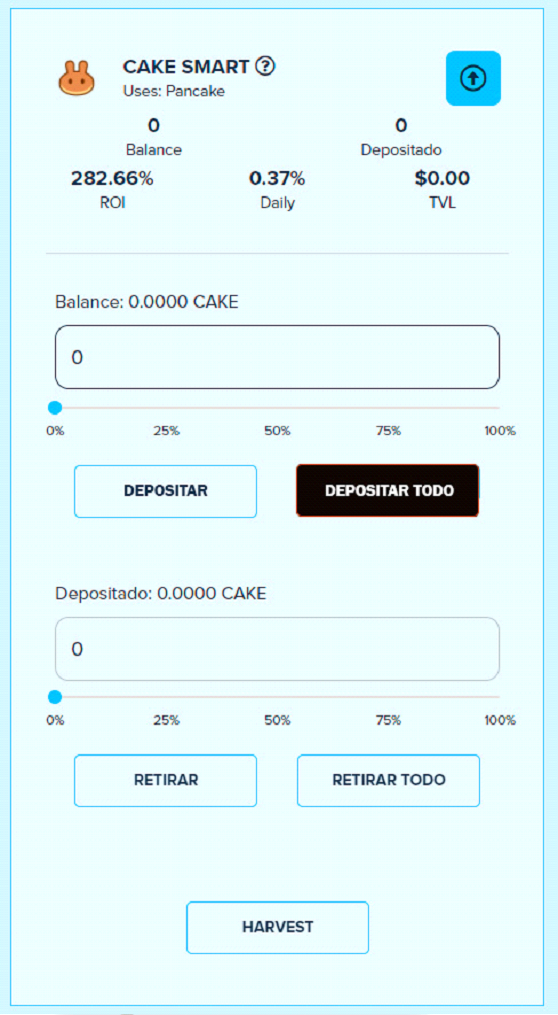 CAKE SMART ?
Uses: Pancake
0 0
Balance Depositado
282.66% 0.37% $0.00
ROI Daily TVL
Balance: 0.0000 CAKE
0
0% 25% 50% 75% 100%
DEPOSITAR DEPOSITAR TODO
Depositado: 0.0000 CAKE
0
0% 25% 50% 75% 100%
RETIRAR RETIRAR TODO
HARVEST